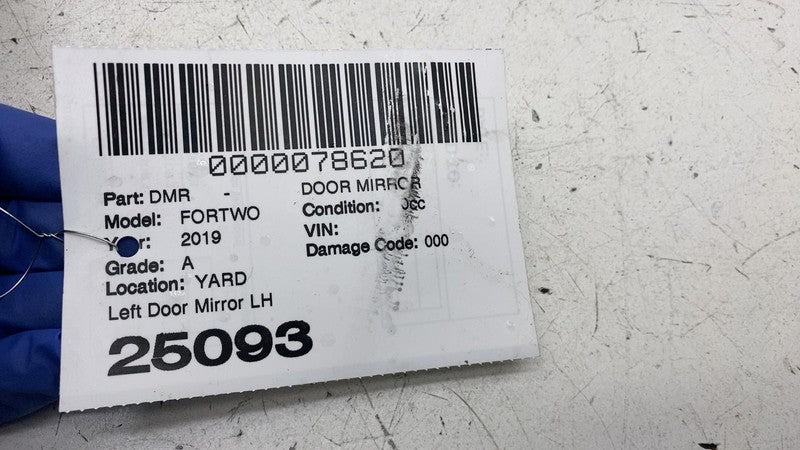 0000078620
Part: DMR - DOOR MIRROR
Model: FORTWO Condition:
2019 VIN:
Grade: A Damage Code: 000
Location: YARD
Left Door Mirror LH
25093